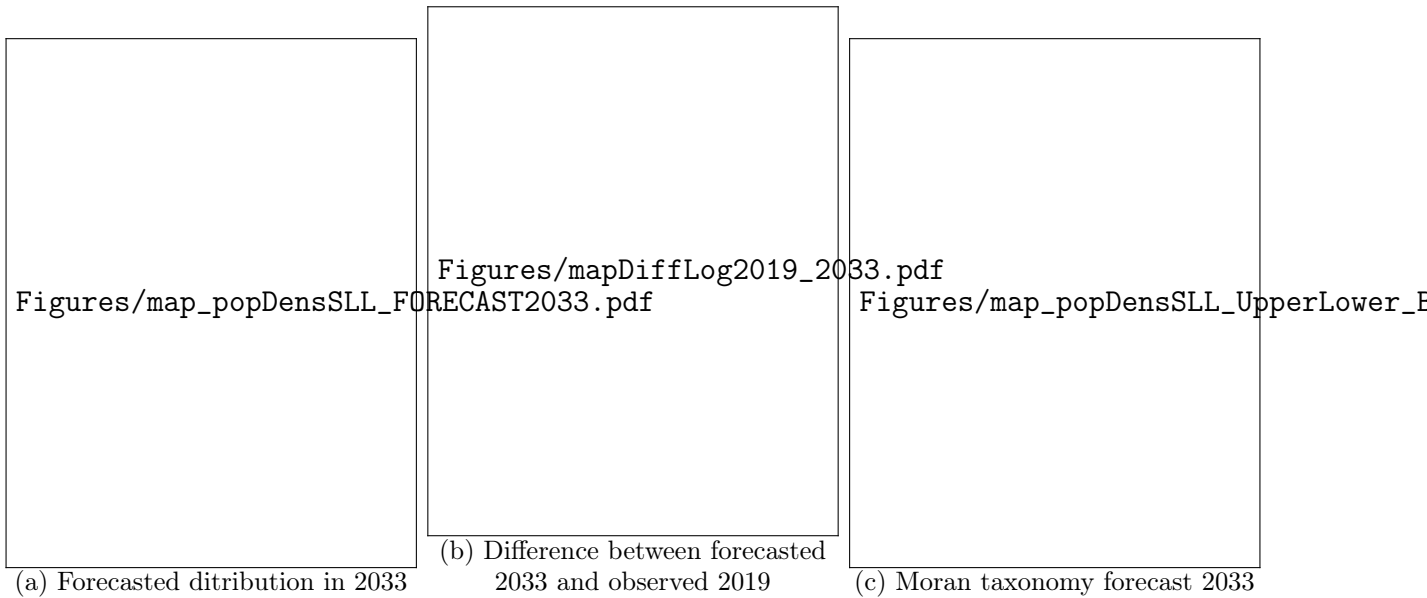 Figures/map_popDensSLL_FORECAST2033.pdf
(a) Forecasted ditribution in 2033
Figures/mapDiffLog2019_2033.pdf
(b) Difference between forecasted
2033 and observed 2019
Figures/map_popDensSLL_UpperLower_E
(c) Moran taxonomy forecast 2033